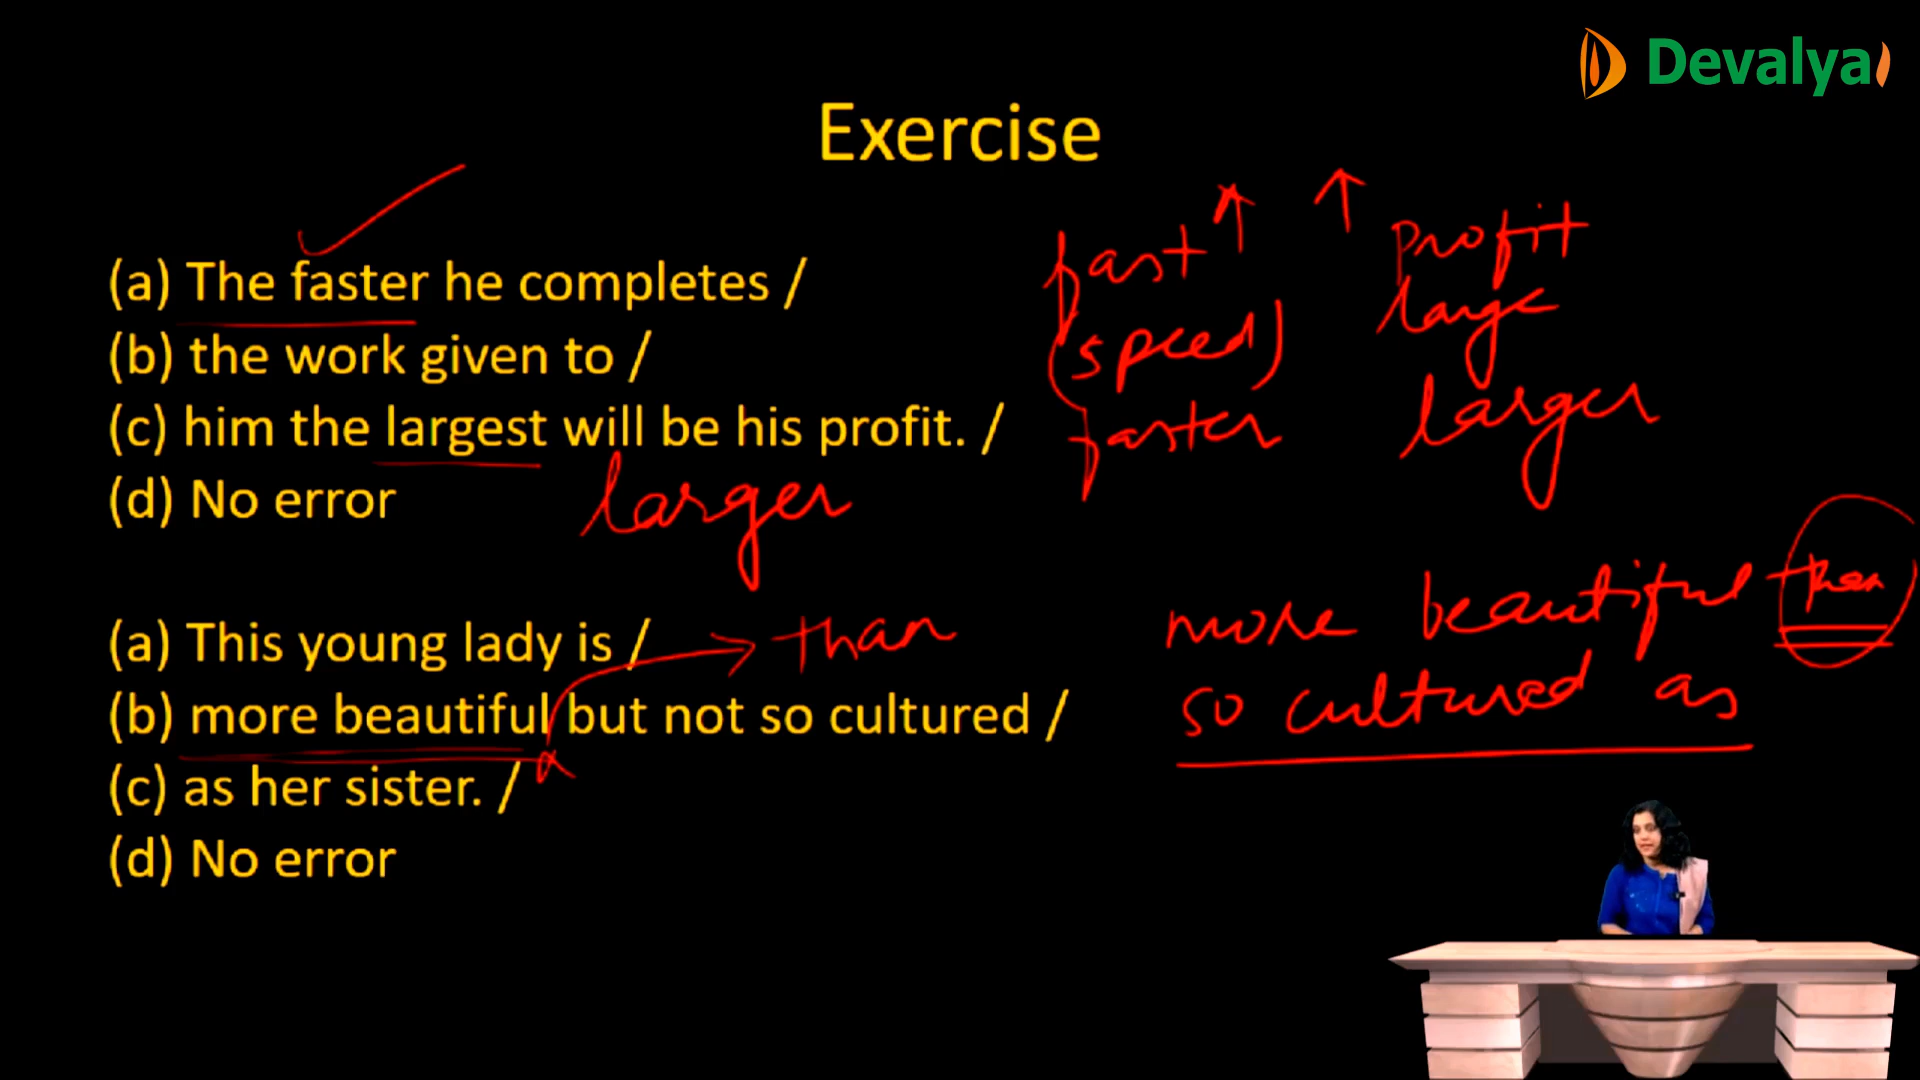 Devalya
Exercise
(a) The faster he completes /
(b) the work given to /
(c) him the largest will be his profit. /
(d) No error
larger
fast
(speed)
faster
profit
large
larger
(a) This young lady is /
than
(b) more beautiful but not so cultured /
(c) as her sister. /
(d) No error
more beautiful than
so cultured as